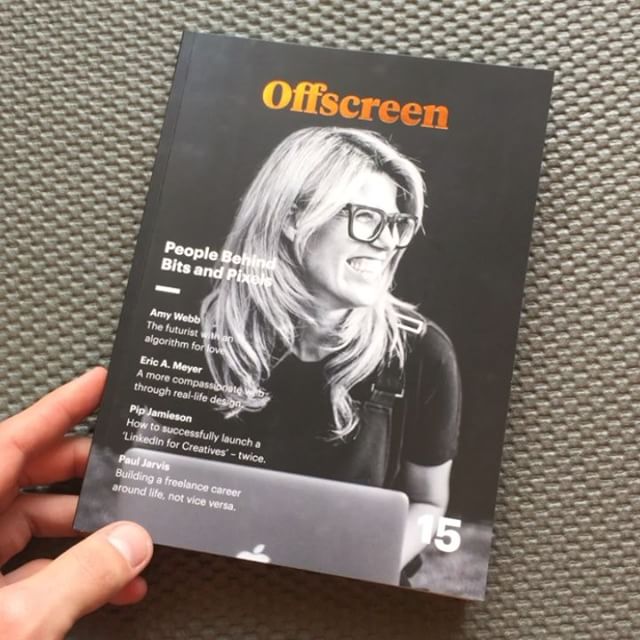 Offscreen
People Behind
Bits and Pixels
Amy Webb
The futurist with an
algorithm for love.
Eric A. Meyer
A more compassionate web
through real-life design.
Pip Jamieson
How to successfully launch a
'LinkedIn for Creatives' – twice.
Paul Jarvis
Building a freelance career
around life, not vice versa.
15